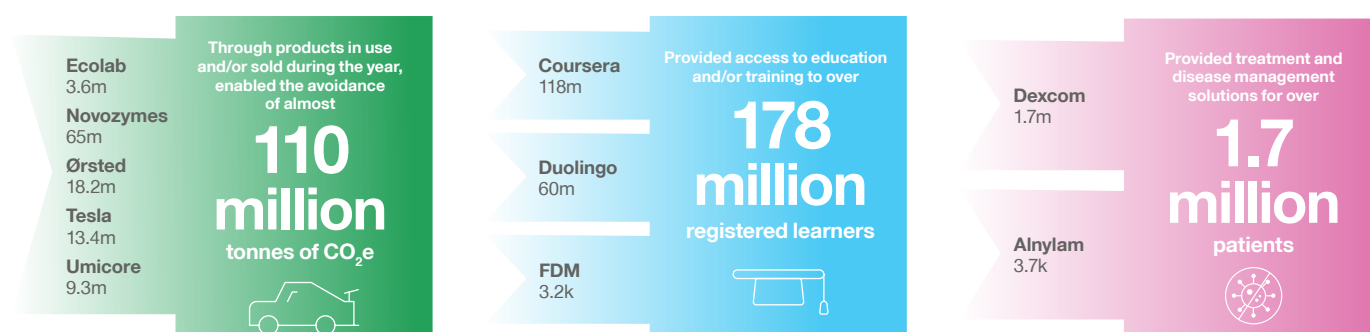 Ecolab
3.6m
Novozymes
65m
Ørsted
18.2m
Tesla
13.4m
Umicore
9.3m
Through products in use
and/or sold during the year,
enabled the avoidance
of almost
110
million
tonnes of CO₂e
Coursera
118m
Duolingo
60m
FDM
3.2k
Provided access to education
and/or training to over
178
million
registered learners
Dexcom
1.7m
Alnylam
3.7k
Provided treatment and
disease management
solutions for over
1.7
million
patients